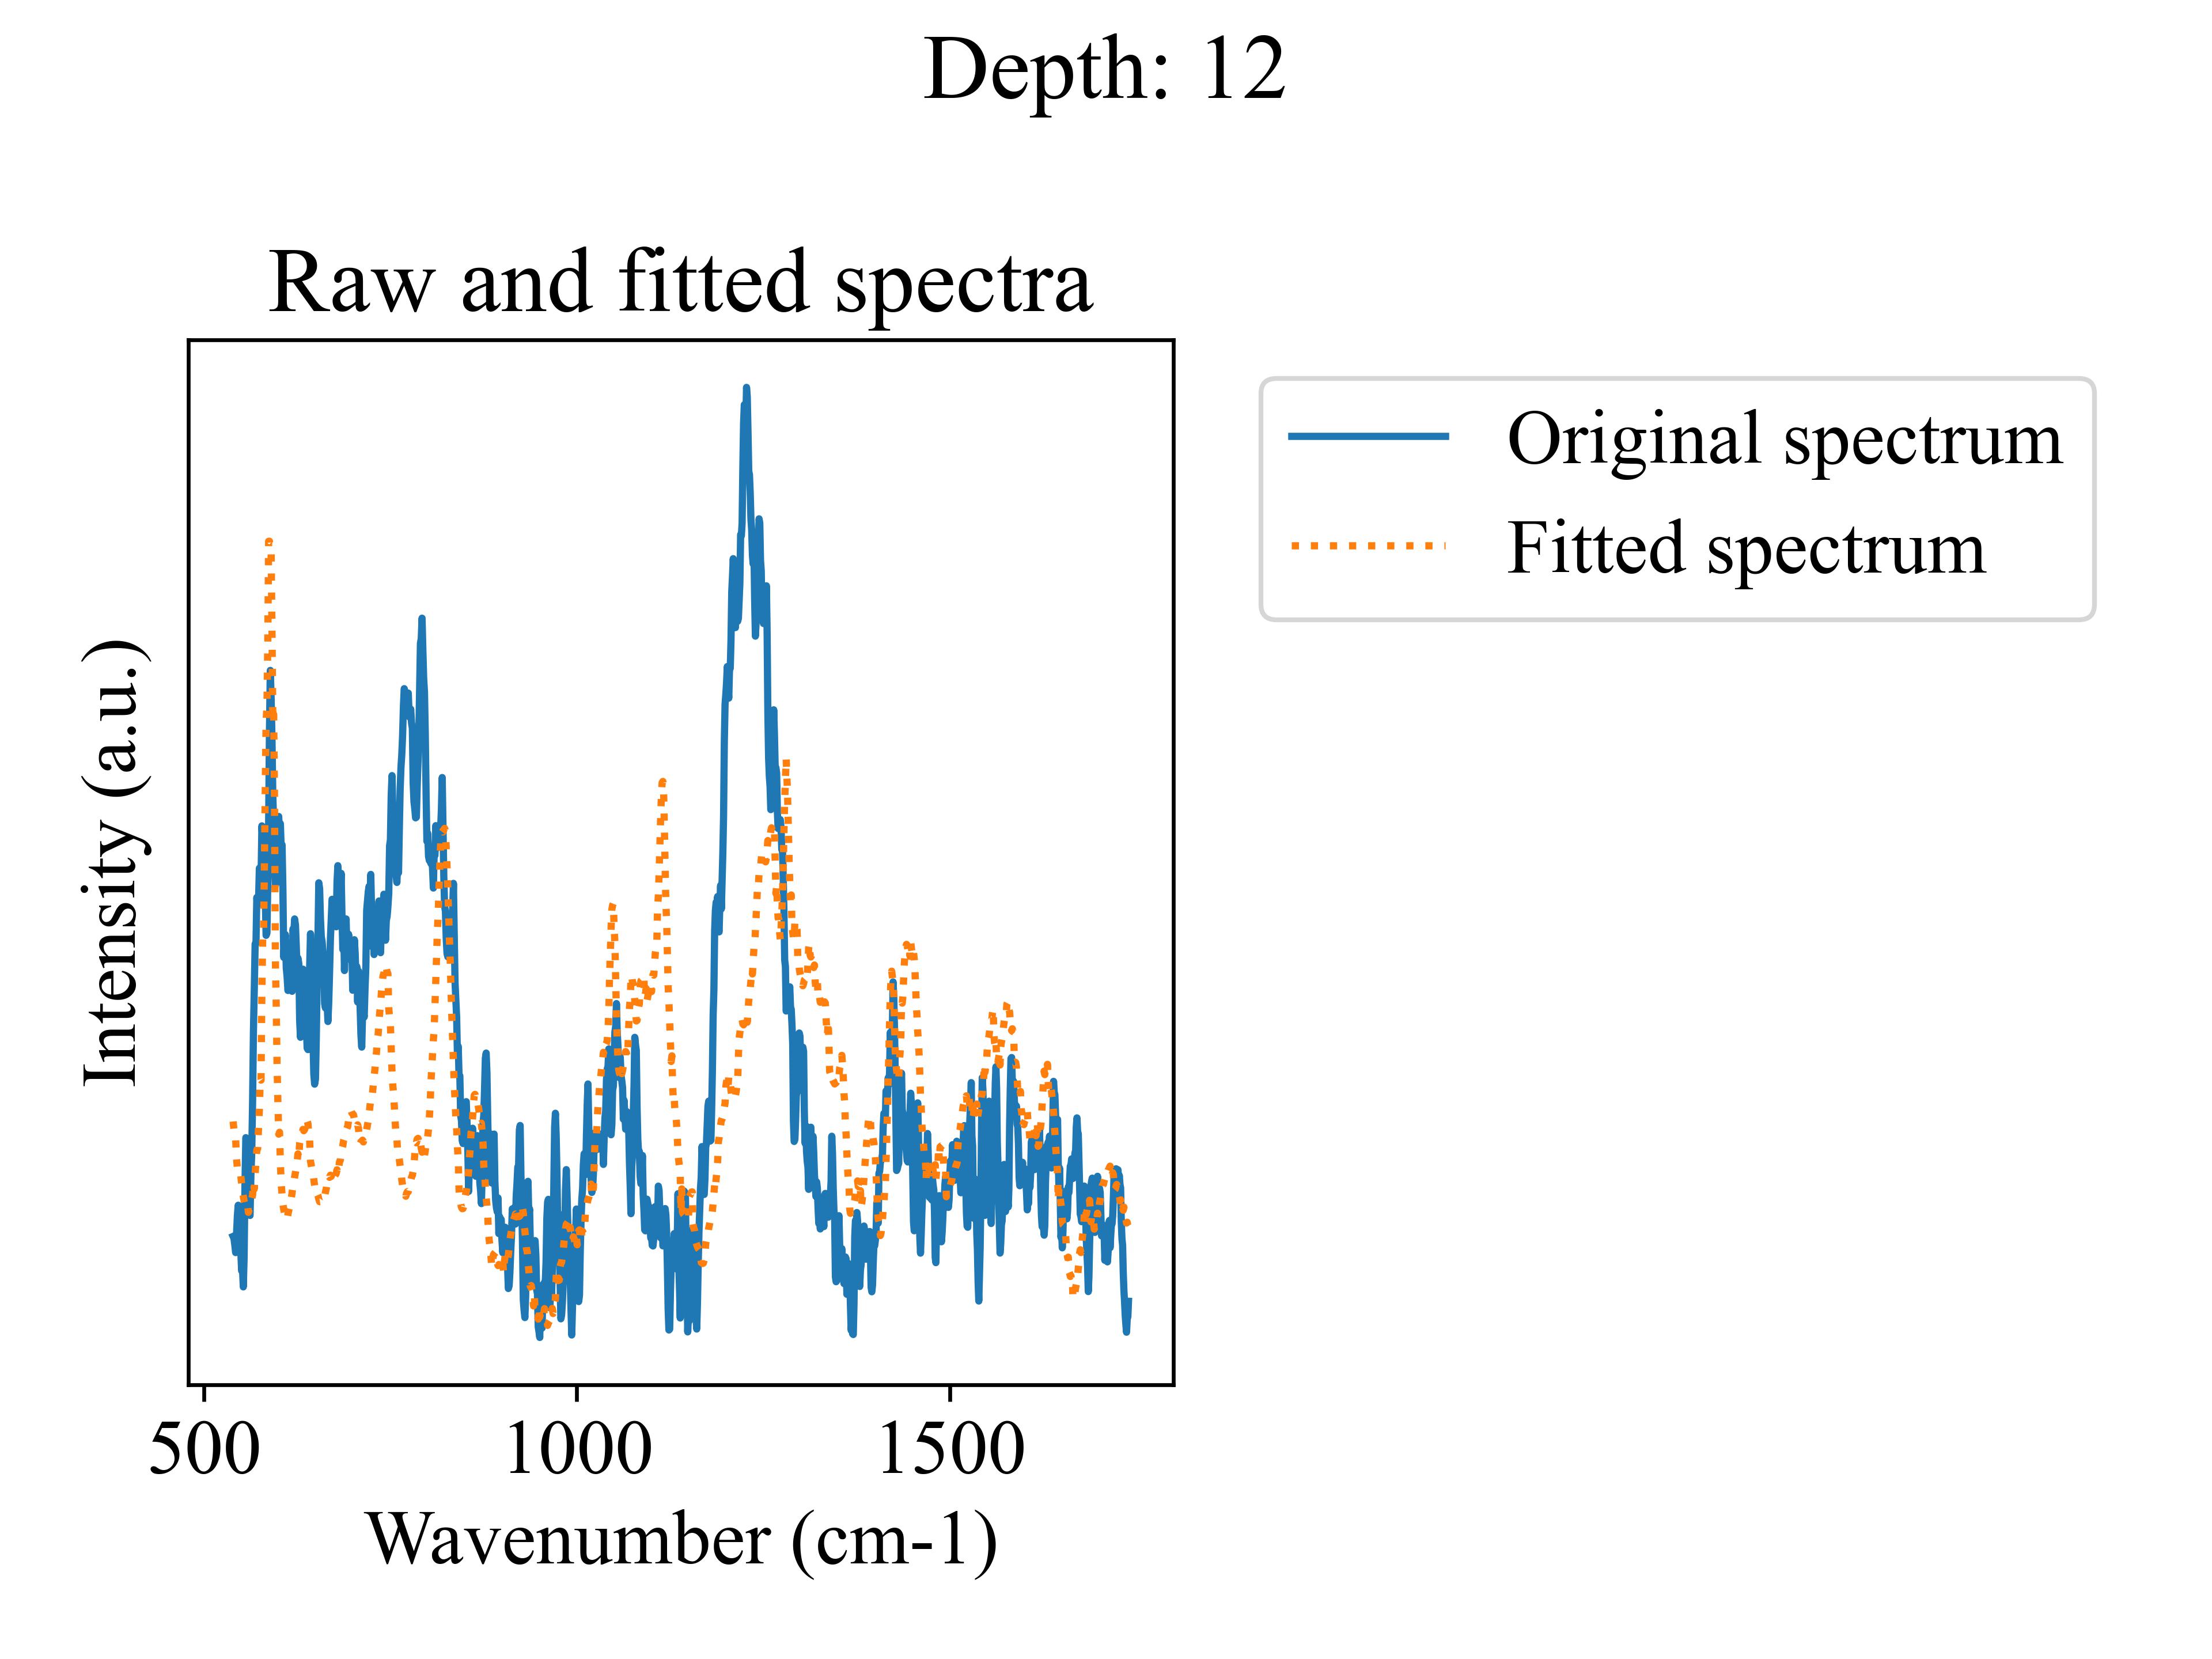 Depth: 12
Raw and fitted spectra
Original spectrum
Fitted spectrum
Intensity (a.u.)
500 1000 1500
Wavenumber (cm-1)